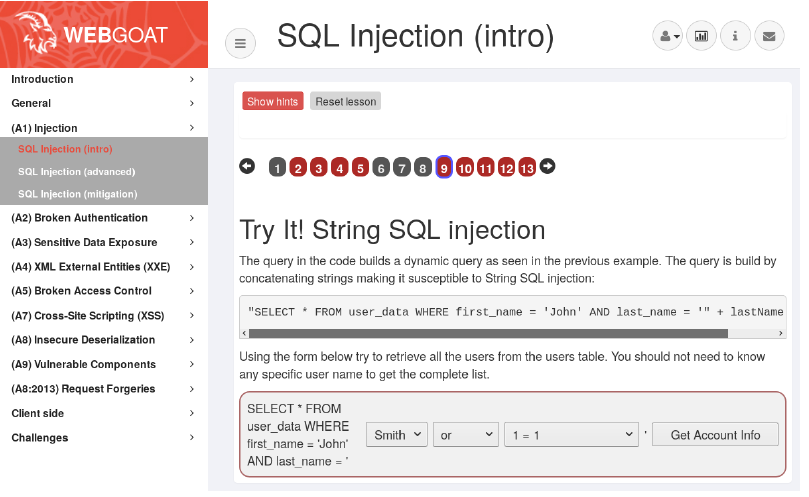 WEBGOAT
SQL Injection (intro)
Introduction
General
(A1) Injection
SQL Injection (intro)
SQL Injection (advanced)
SQL Injection (mitigation)
(A2) Broken Authentication
(A3) Sensitive Data Exposure
(A4) XML External Entities (XXE)
(A5) Broken Access Control
(A7) Cross-Site Scripting (XSS)
(A8) Insecure Deserialization
(A9) Vulnerable Components
(A8:2013) Request Forgeries
Client side
Challenges
Show hints Reset lesson
1 2 3 4 5 6 7 8 9 10 11 12 13
Try It! String SQL injection
The query in the code builds a dynamic query as seen in the previous example. The query is build by
concatenating strings making it susceptible to String SQL injection:
"SELECT * FROM user_data WHERE first_name = 'John' AND last_name = '" + lastName
Using the form below try to retrieve all the users from the users table. You should not need to know
any specific user name to get the complete list.
SELECT * FROM
user_data WHERE
first_name = 'John'
AND last_name = '
Smith or 1 = 1 ' Get Account Info